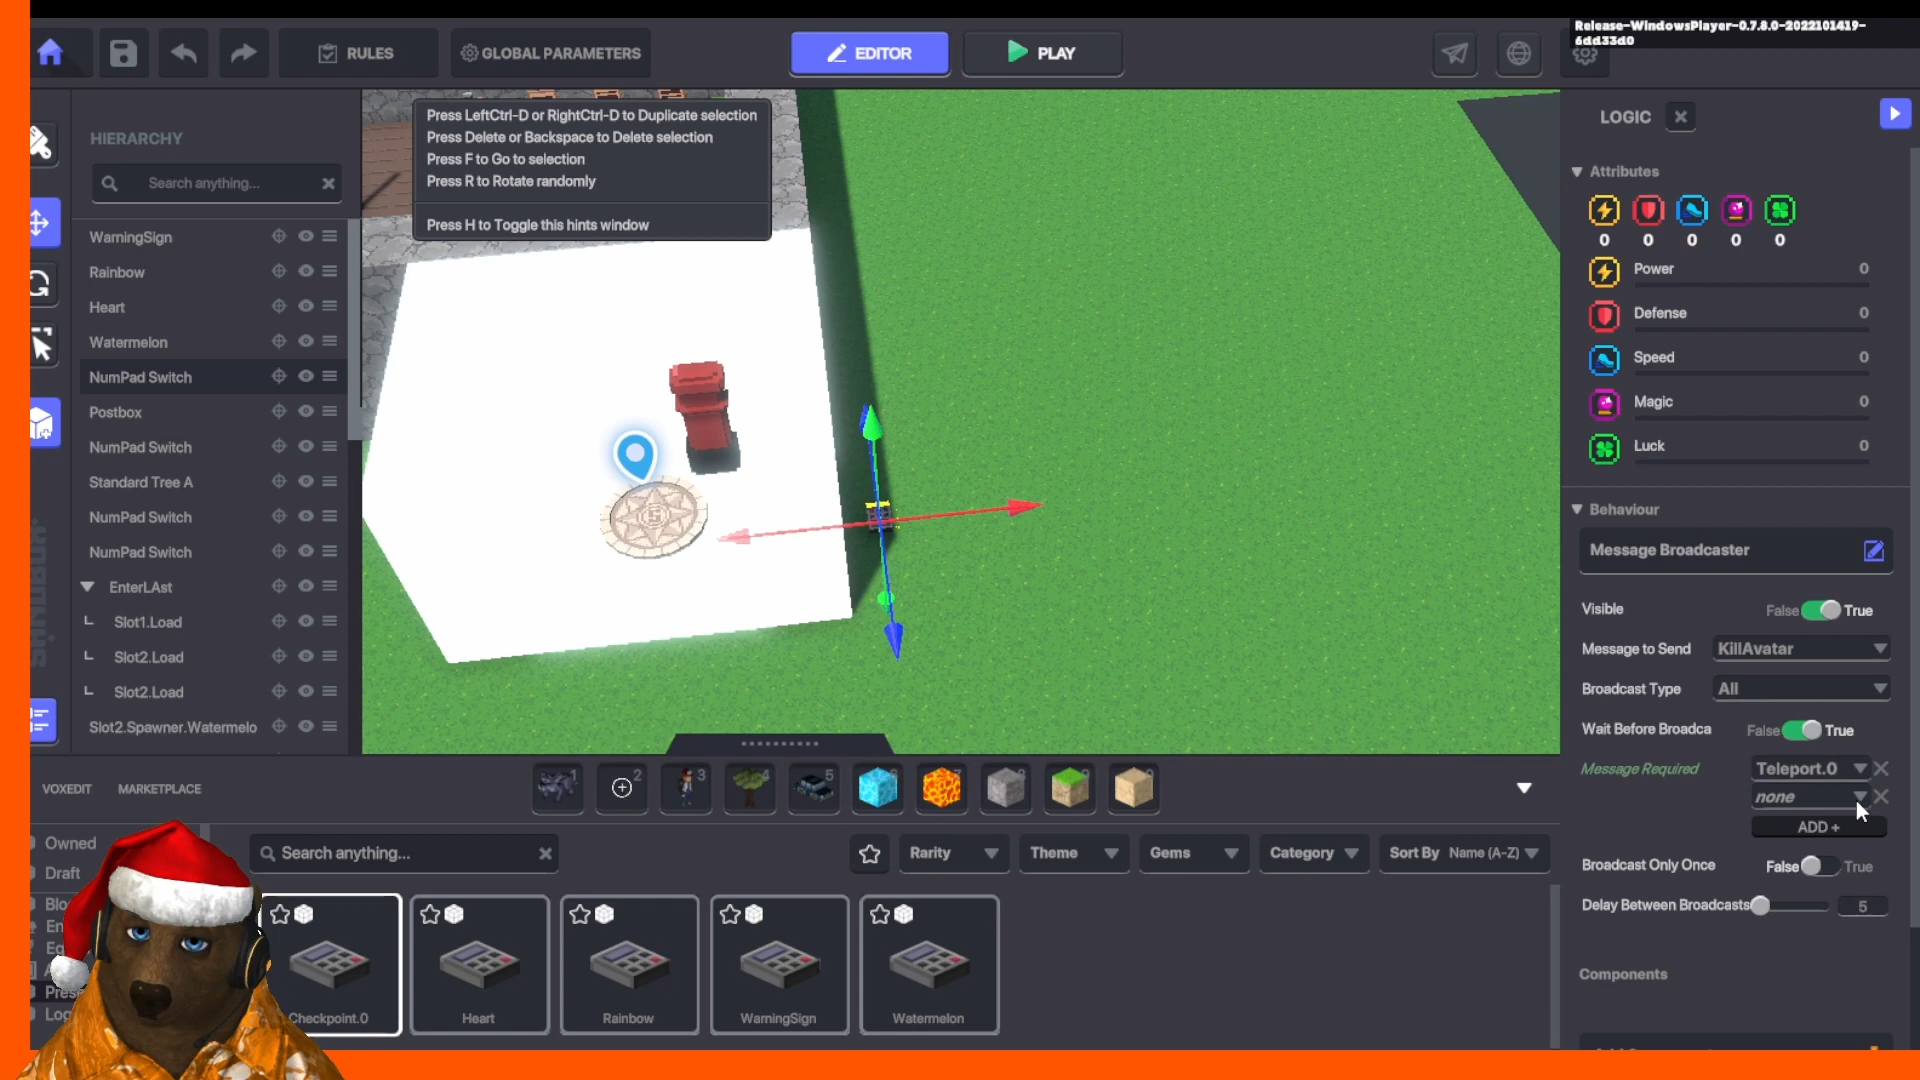 Release-WindowsPlayer-0.7.8.0-2022101419-
6dd33d0
RULES
GLOBAL PARAMETERS
EDITOR
PLAY
HIERARCHY
Search anything...
WarningSign
Rainbow
Heart
Watermelon
NumPad Switch
Postbox
NumPad Switch
Standard Tree A
NumPad Switch
NumPad Switch
EnterLAst
Slot1.Load
Slot2.Load
Slot2.Load
Slot2.Spawner.Watermelo
Press LeftCtrl-D or RightCtrl-D to Duplicate selection
Press Delete or Backspace to Delete selection
Press F to Go to selection
Press R to Rotate randomly
Press H to Toggle this hints window
LOGIC
Attributes
0 0 0 0 0
Power 0
Defense 0
Speed 0
Magic 0
Luck 0
Behaviour
Message Broadcaster
Visible False True
Message to Send KillAvatar
Broadcast Type All
Wait Before Broadca False True
Message Required Teleport.0
none
ADD +
Broadcast Only Once False True
Delay Between Broadcasts 5
Components
1 2 3 4 5
VOXEDIT
MARKETPLACE
Owned
Draft
Search anything...
Rarity
Theme
Gems
Category
Sort By Name (A-Z)
Checkpoint.0
Heart
Rainbow
WarningSign
Watermelon